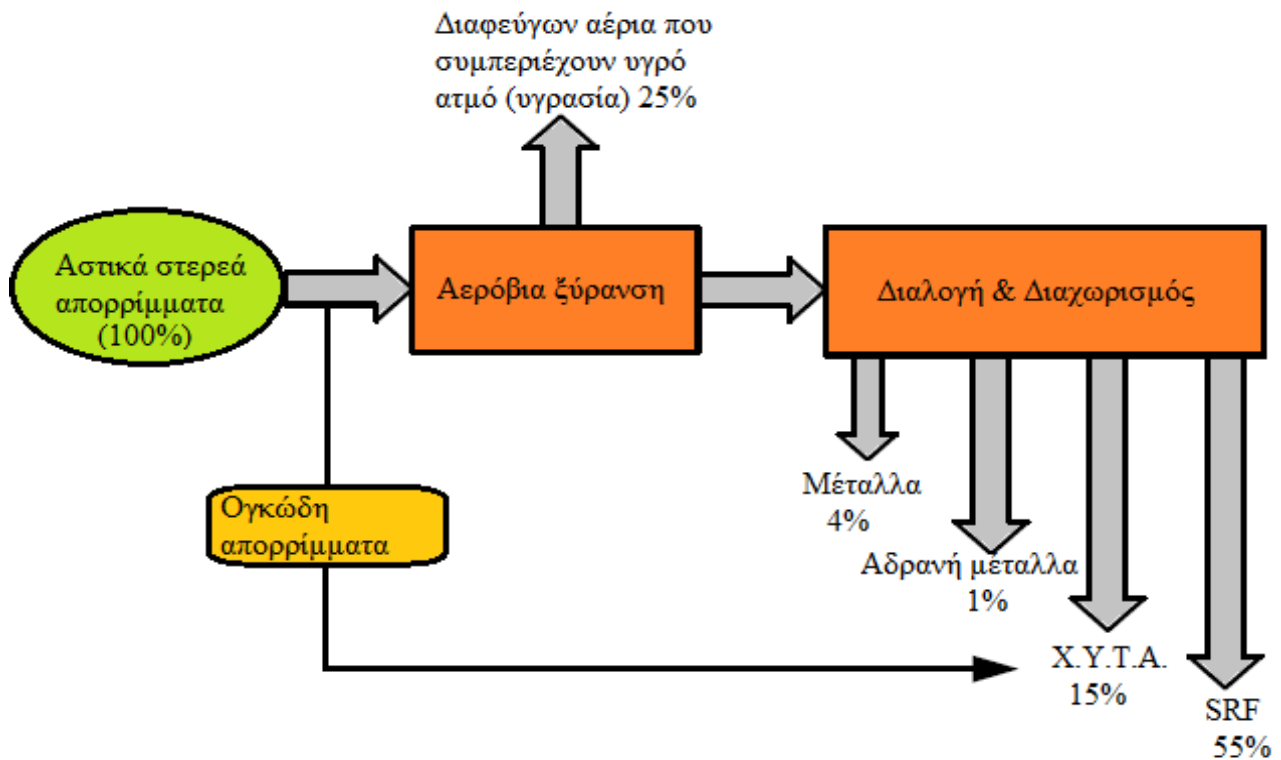 Διαφεύγων αέρια που
συμπεριέχουν υγρό
ατμό (υγρασία) 25%
Αστικά στερεά
απορρίμματα
(100%)
Αερόβια ξύρανση
Διαλογή & Διαχωρισμός
Ογκώδη
απορρίμματα
Μέταλλα
4%
Αδρανή μέταλλα
1%
Χ.Υ.Τ.Α.
15%
SRF
55%